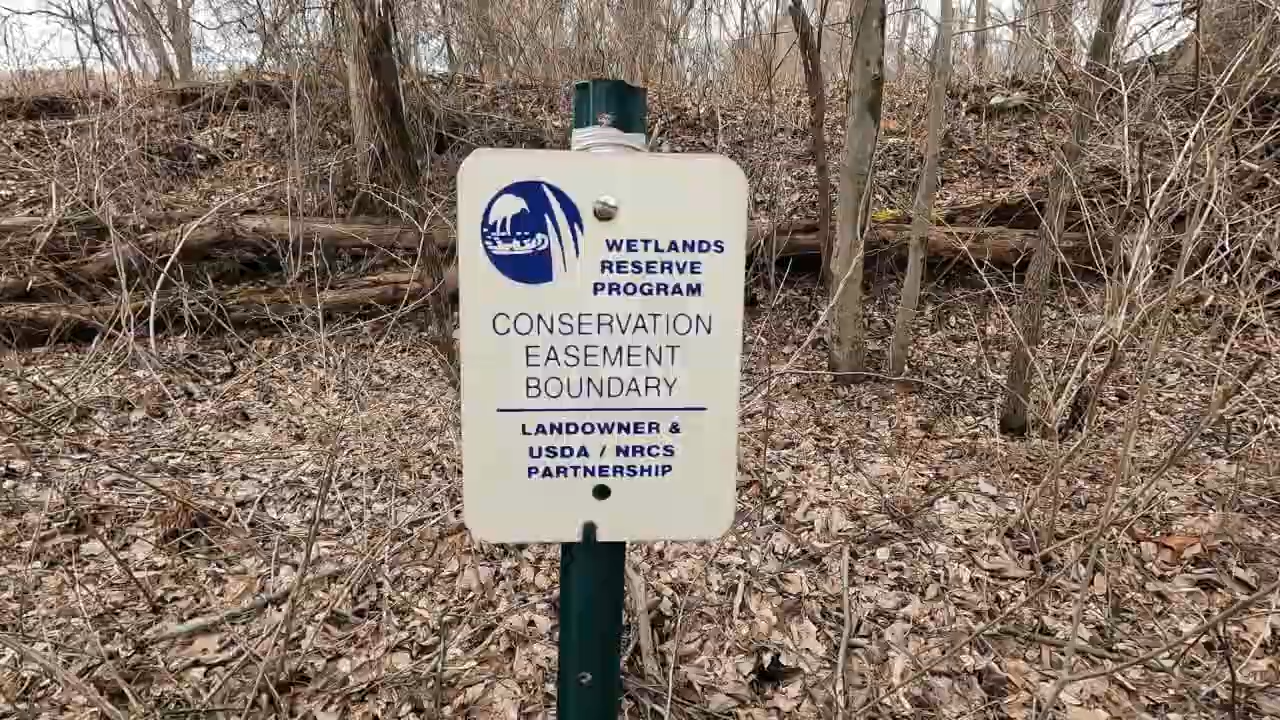 WETLANDS
RESERVE
PROGRAM
CONSERVATION
EASEMENT
BOUNDARY
LANDOWNER &
USDA / NRCS
PARTNERSHIP